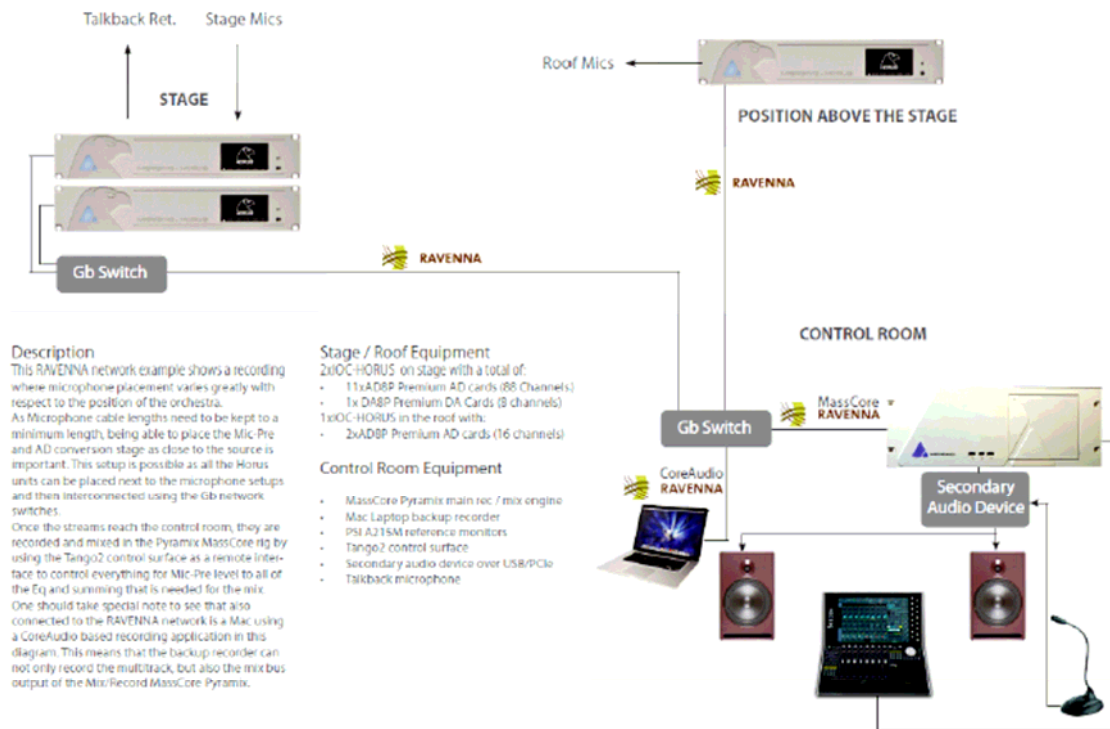 Talkback Ret. Stage Mics
STAGE
Roof Mics
POSITION ABOVE THE STAGE
RAVENNA
RAVENNA
Gb Switch
Description
This RAVENNA network example shows a recording
where microphone placement varies greatly with
respect to the position of the orchestra.
As Microphone cable lengths need to be kept to a
minimum length, being able to place the Mic-Pre
and AD conversion stage as close to the source is
important. This setup is possible as all the Horus
units can be placed next to the microphone setups
and then interconnected using the Gb network
switches.
Once the streams reach the control room, they are
recorded and mixed in the Pyramix MassCore rig by
using the Tango2 control surface as a remote inter-
face to control everything for Mic-Pre level to all of
the Eq and summing that is needed for the mix.
One should take special note to see that also
connected to the RAVENNA network is a Mac using
a CoreAudio based recording application in this
diagram. This means that the backup recorder can
not only record the multitrack, but also the mix bus
output of the Mix/Record MassCore Pyramix.
Stage / Roof Equipment
2xIOC-HORUS on stage with a total of:
• 11xAD8P Premium AD cards (88 Channels)
• 1x DA8P Premium DA Cards (8 channels)
1xIOC-HORUS in the roof with:
• 2xAD8P Premium AD cards (16 channels)
Control Room Equipment
• MassCore Pyramix main rec / mix engine
• Mac Laptop backup recorder
• PSI A215M reference monitors
• Tango2 control surface
• Secondary audio device over USB/PCIe
• Talkback microphone
CONTROL ROOM
MassCore
RAVENNA
Gb Switch
CoreAudio
RAVENNA
Secondary
Audio Device